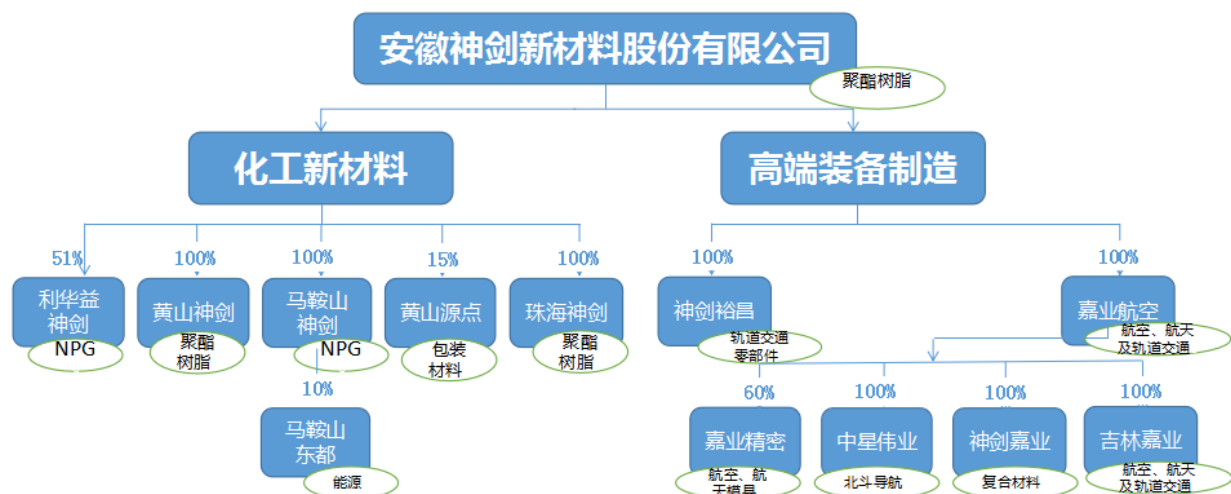 安徽神剑新材料股份有限公司
聚酯树脂
化工新材料
高端装备制造
51%
100%
100%
15%
100%
100%
100%
利华益
神剑
NPG
黄山神剑
聚酯
树脂
马鞍山
神剑
NPG
黄山源点
包装
材料
珠海神剑
聚酯
树脂
神剑裕昌
轨道交通
零部件
嘉业航空
航空、航天
及轨道交通
10%
60%
100%
100%
100%
马鞍山
东都
能源
嘉业精密
航空、航
天模具
中星伟业
北斗导航
神剑嘉业
复合材料
吉林嘉业
航空、航天
及轨道交通